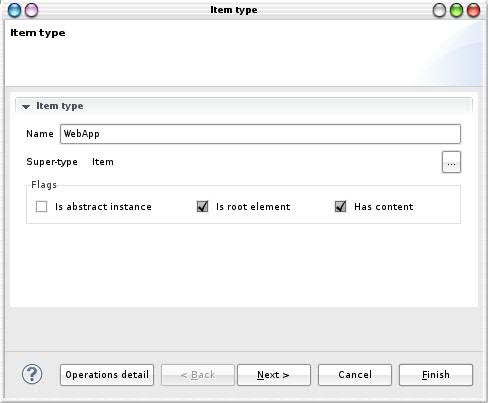 Item type
Item type
Item type
Name WebApp
Super-type Item ...
Flags
Is abstract instance Is root element Has content
? Operations detail < Back Next > Cancel Finish